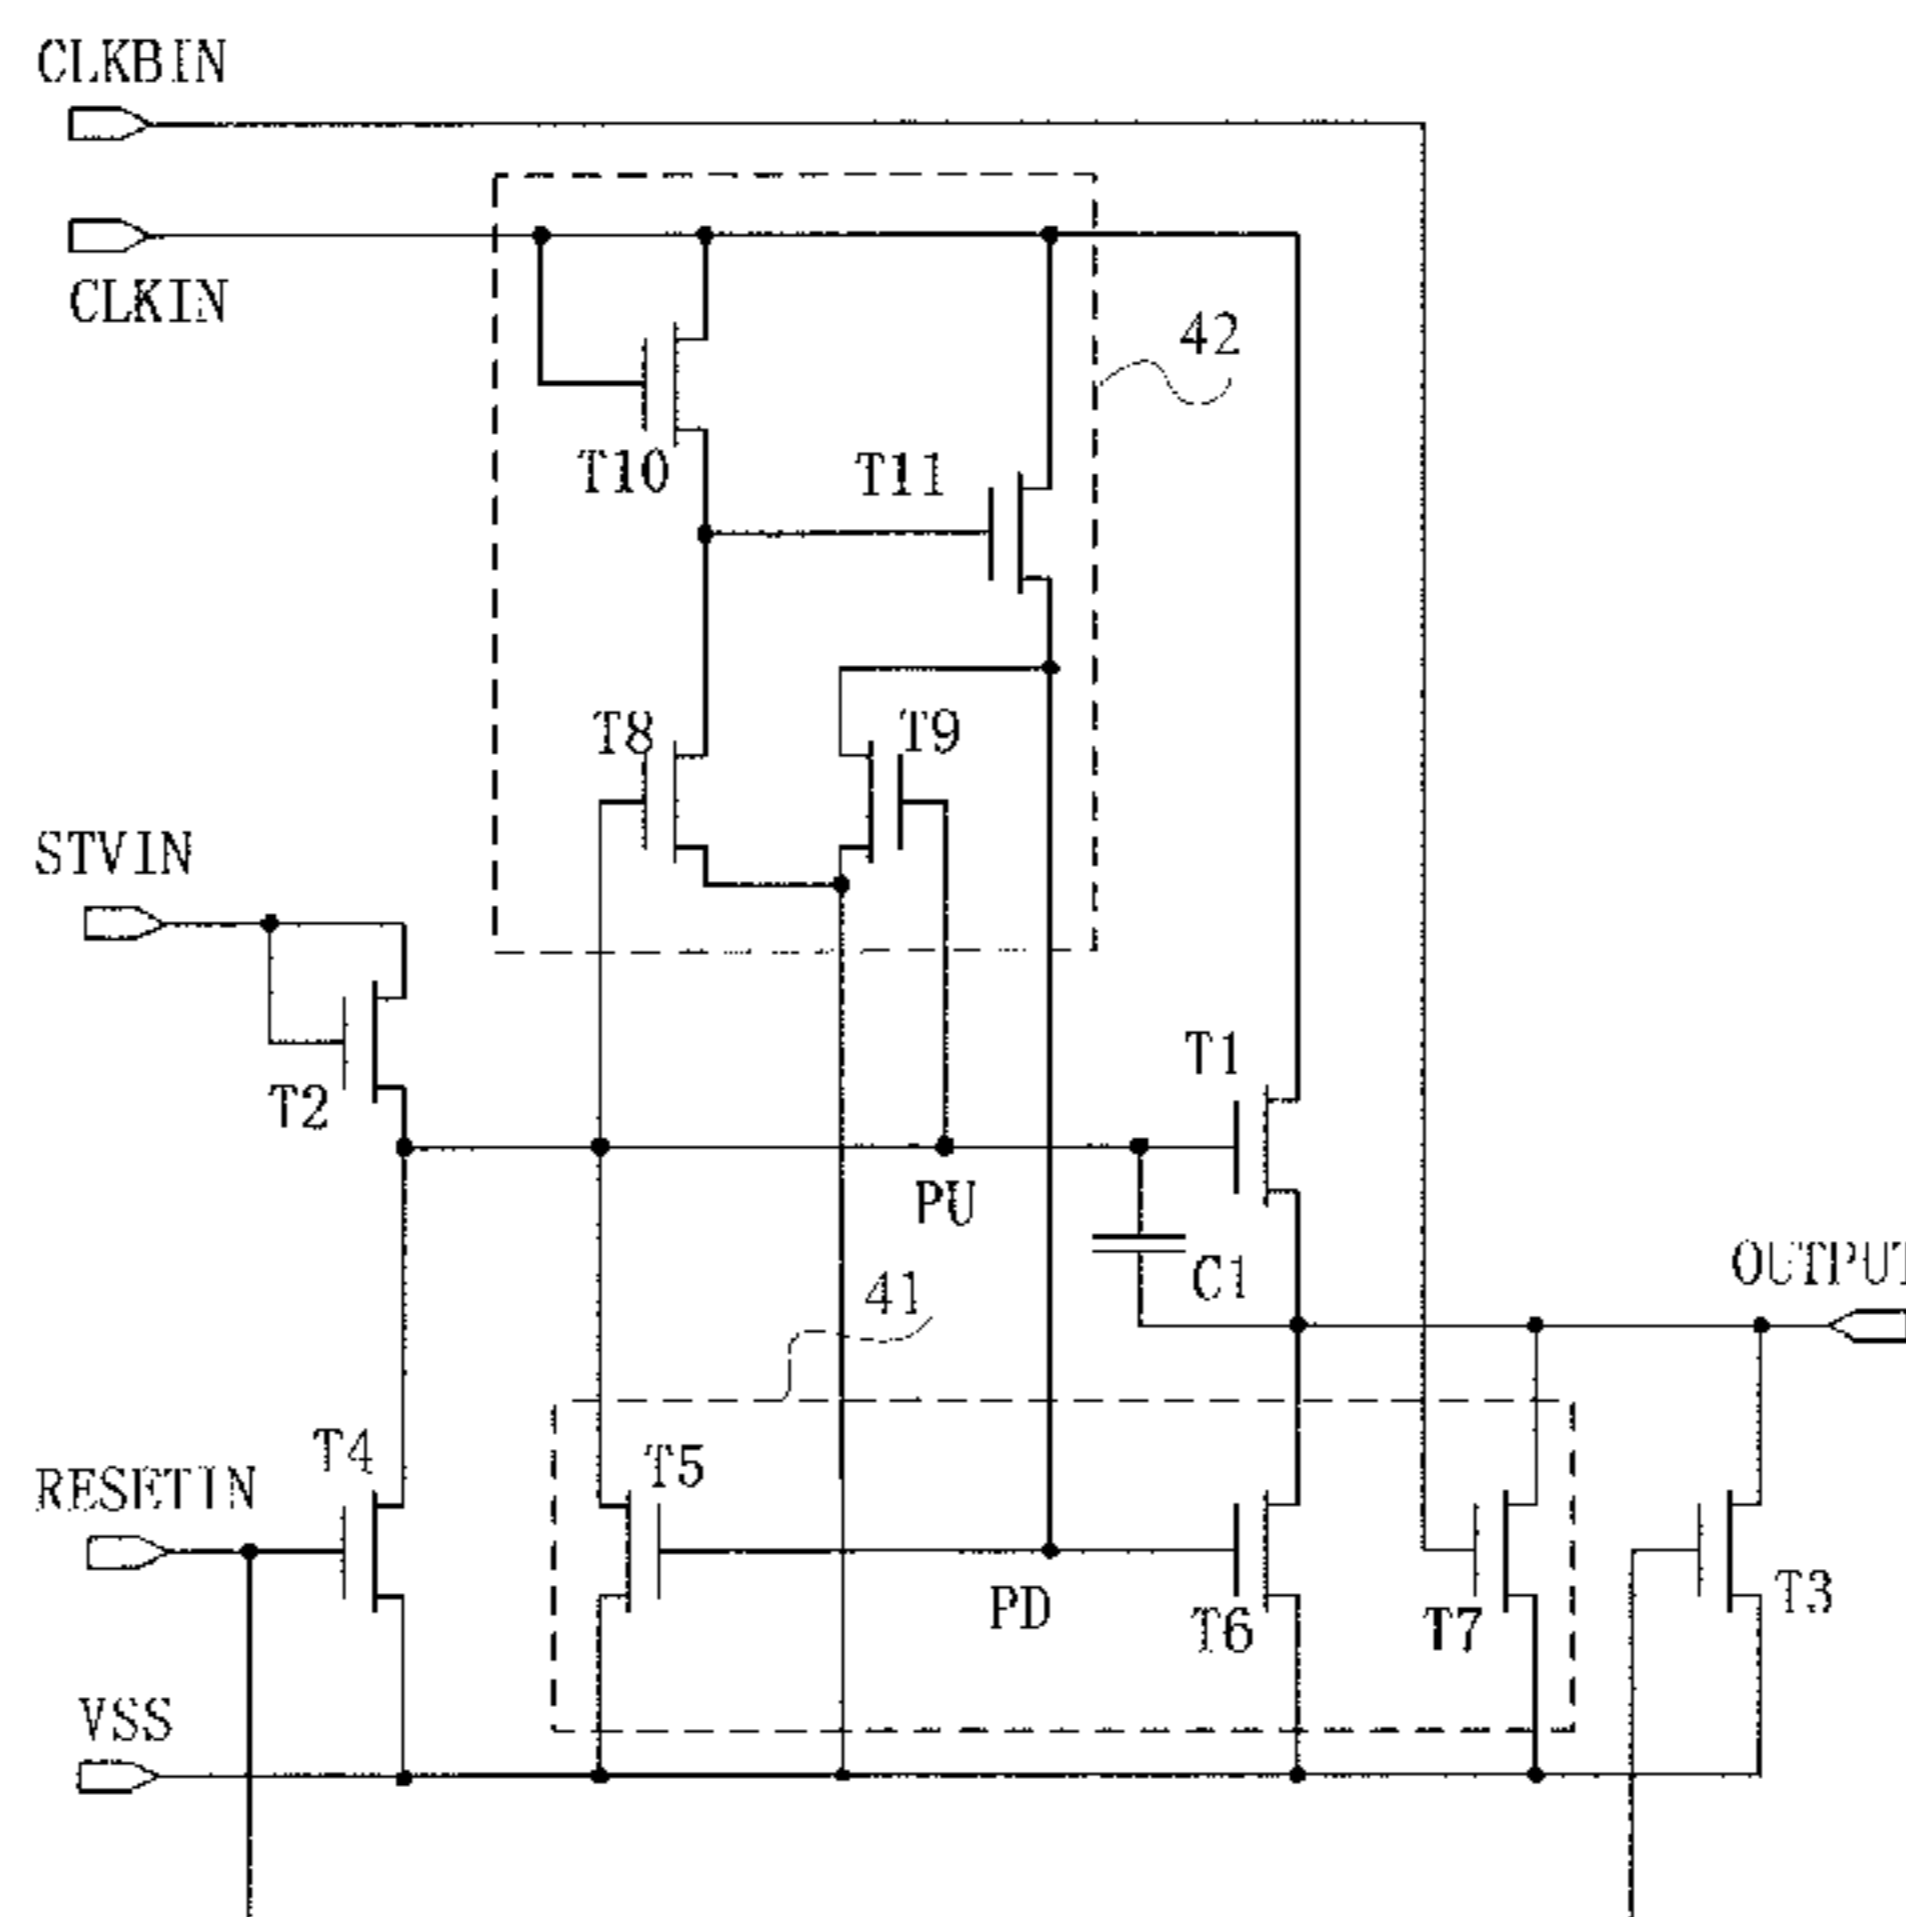 CLKBIN
CLKIN
42
T10
T11
T8
T9
STVIN
T2
T1
PU
C1
OUTPUT
41
T4
T5
RESETIN
PD
T6
T7
T3
VSS